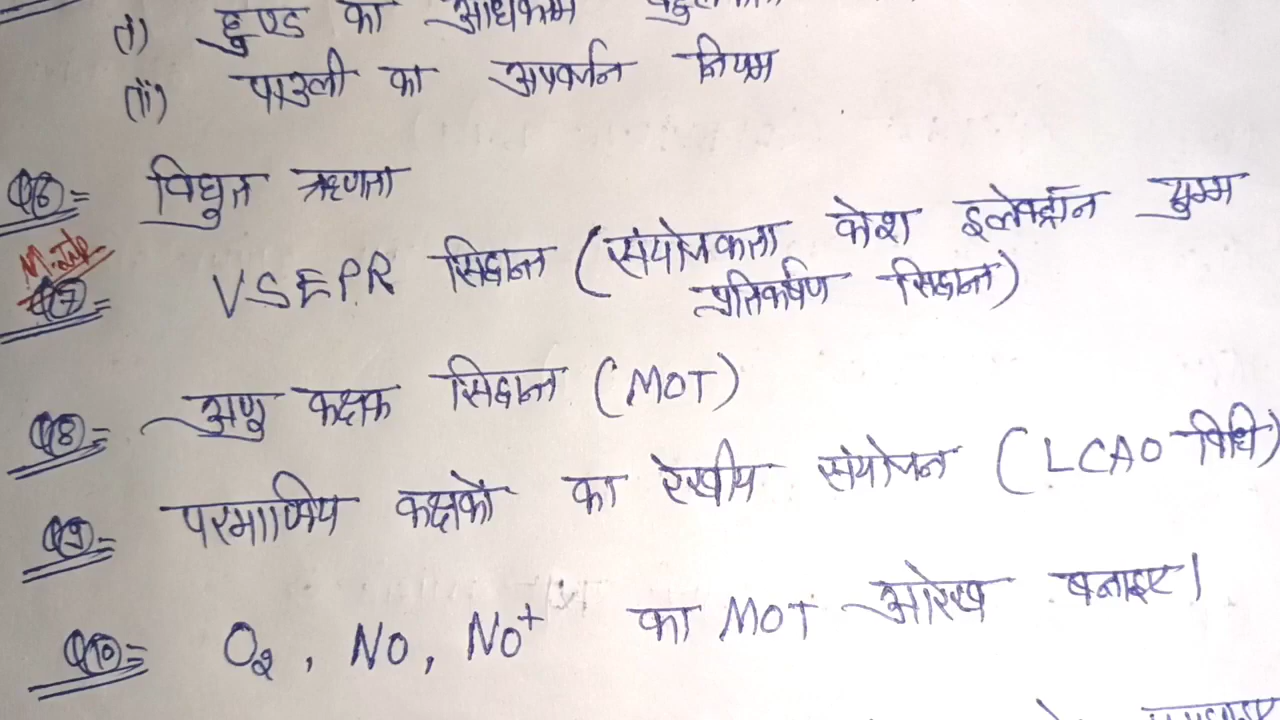 (i) हुण्ड का अधिकतम
(ii) पाउली का अपवर्जन नियम
Q6= विद्युत ऋणता
M.Imp
Q7= VSEPR सिद्धान्त (संयोजकता कोश इलेक्ट्रॉन युग्म
प्रतिकर्षण सिद्धान्त)
Q8= अणु कक्षक सिद्धान्त (MOT)
Q9= परमाण्विय कक्षकों का रेखीय संयोजन (LCAO विधि)
Q10= O2, NO, NO+ का MOT आरेख बनाइए।